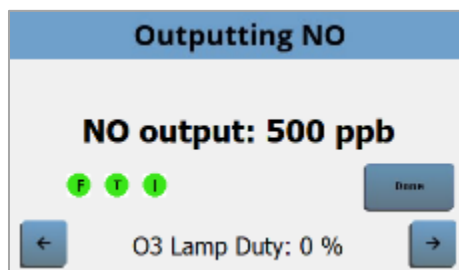 Outputting NO
NO output: 500 ppb
F T I
Done
← O3 Lamp Duty: 0 % →